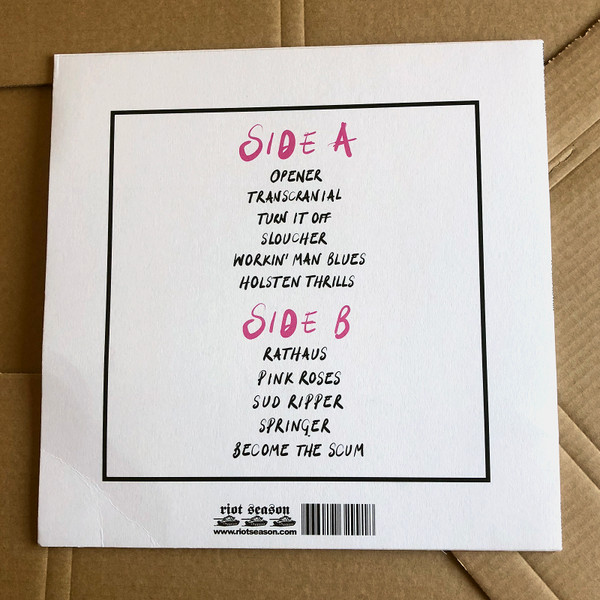 SIDE A
OPENER
TRANSCRANIAL
TURN IT OFF
SLOUCHER
WORKIN' MAN BLUES
HOLSTEN THRILLS
SIDE B
RATHAUS
PINK ROSES
SUD RIPPER
SPRINGER
BECOME THE SCUM
riot season
www.riotseason.com